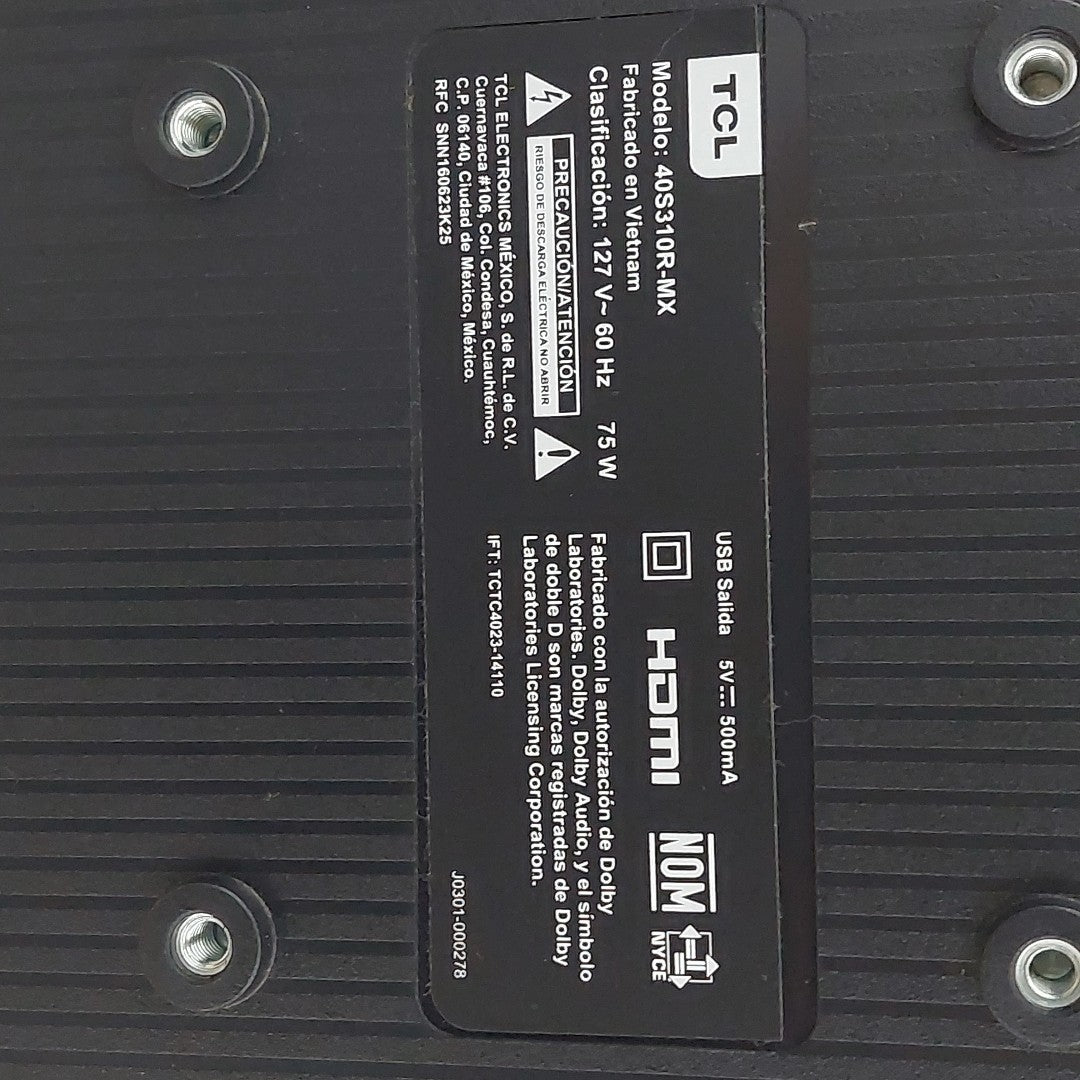 TCL
Modelo: 40S310R-MX
Fabricado en Vietnam
Clasificación: 127 V~ 60 Hz 75 W
PRECAUCIÓN/ATENCIÓN
RIESGO DE DESCARGA ELÉCTRICA NO ABRIR
TCL ELECTRONICS MÉXICO, S. de R.L. de C.V.
Cuernavaca #106, Col. Condesa, Cuauhtémoc,
C.P. 06140, Ciudad de México, México.
RFC SNN160623K25
USB Salida 5V⎓ 500mA
HDMI
NOM
NYCE
Fabricado con la autorización de Dolby
Laboratories. Dolby, Dolby Audio, y el símbolo
de doble D son marcas registradas de Dolby
Laboratories Licensing Corporation.
IFT: TCTC4023-14110
J0301-000278